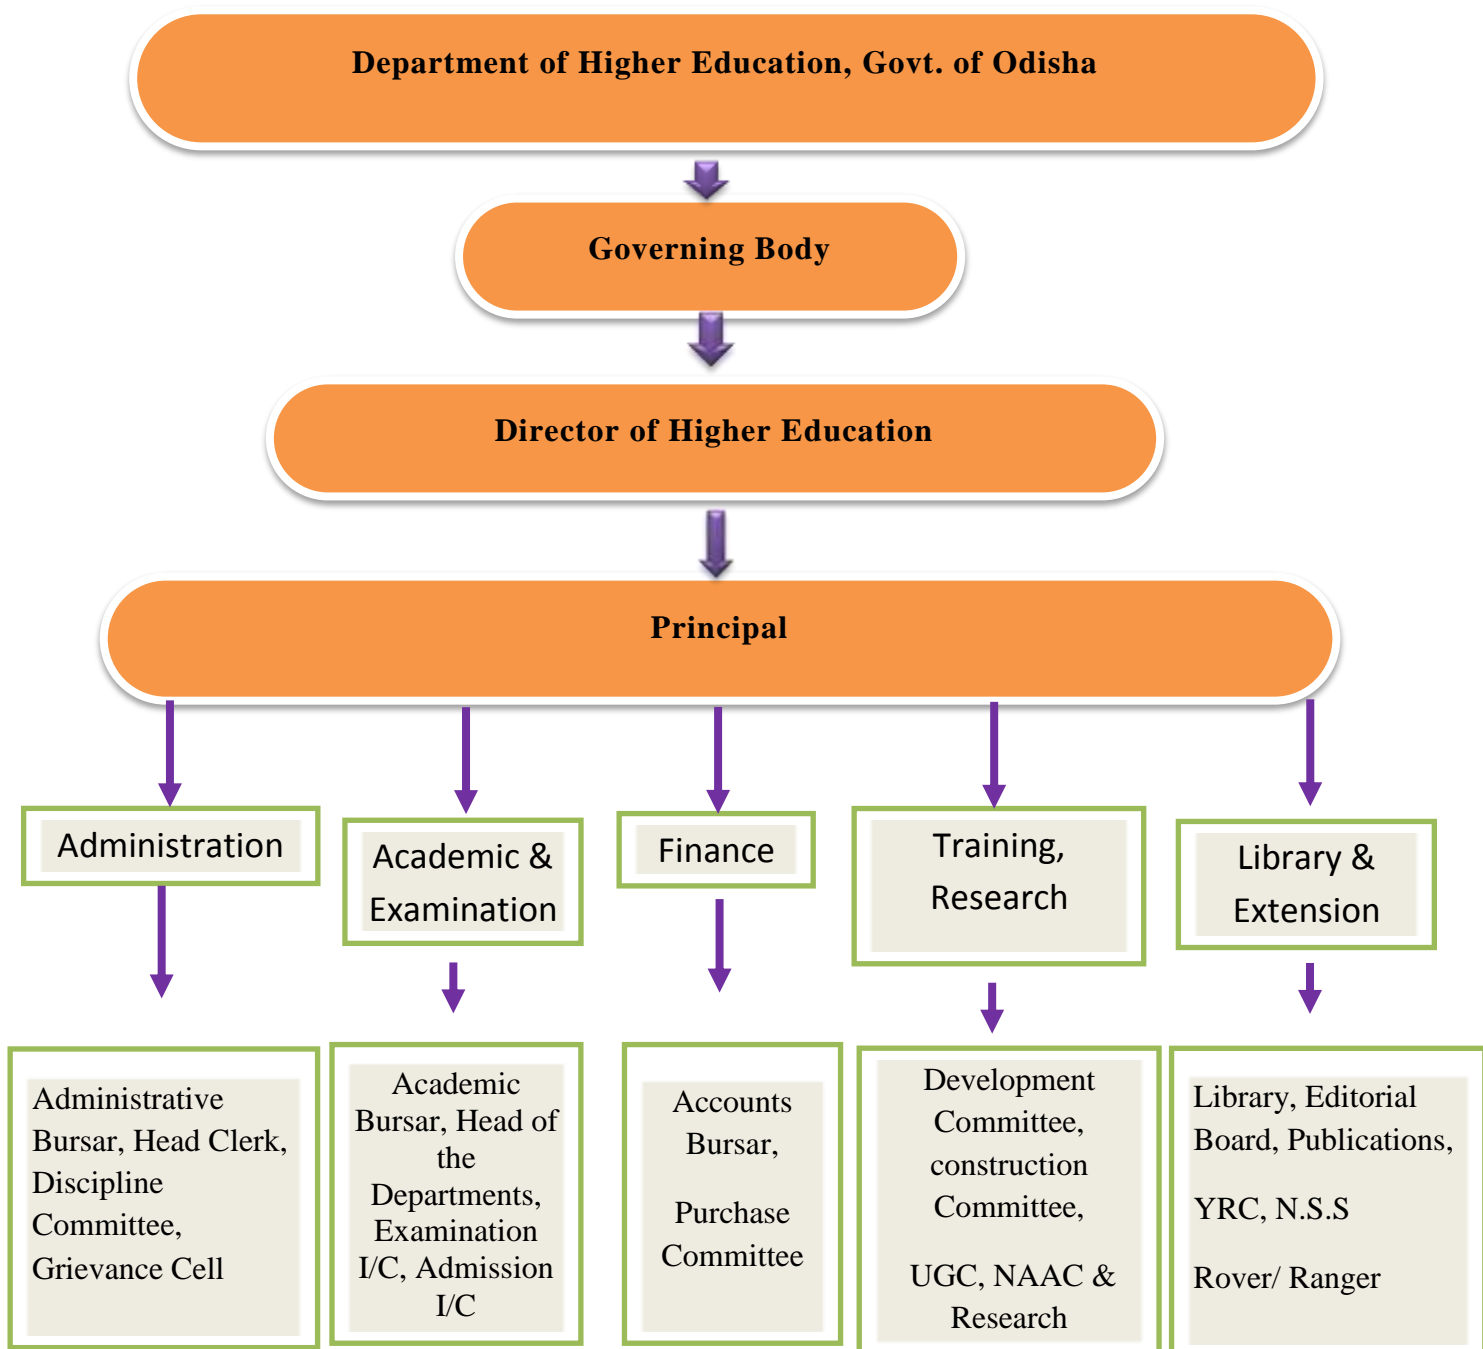 Department of Higher Education, Govt. of Odisha
Governing Body
Director of Higher Education
Principal
Administration
Academic &
Examination
Finance
Training,
Research
Library &
Extension
Administrative
Bursar, Head Clerk,
Discipline
Committee,
Grievance Cell
Academic
Bursar, Head of
the
Departments,
Examination
I/C, Admission
I/C
Accounts
Bursar,
Purchase
Committee
Development
Committee,
construction
Committee,
UGC, NAAC &
Research
Library, Editorial
Board, Publications,
YRC, N.S.S
Rover/ Ranger